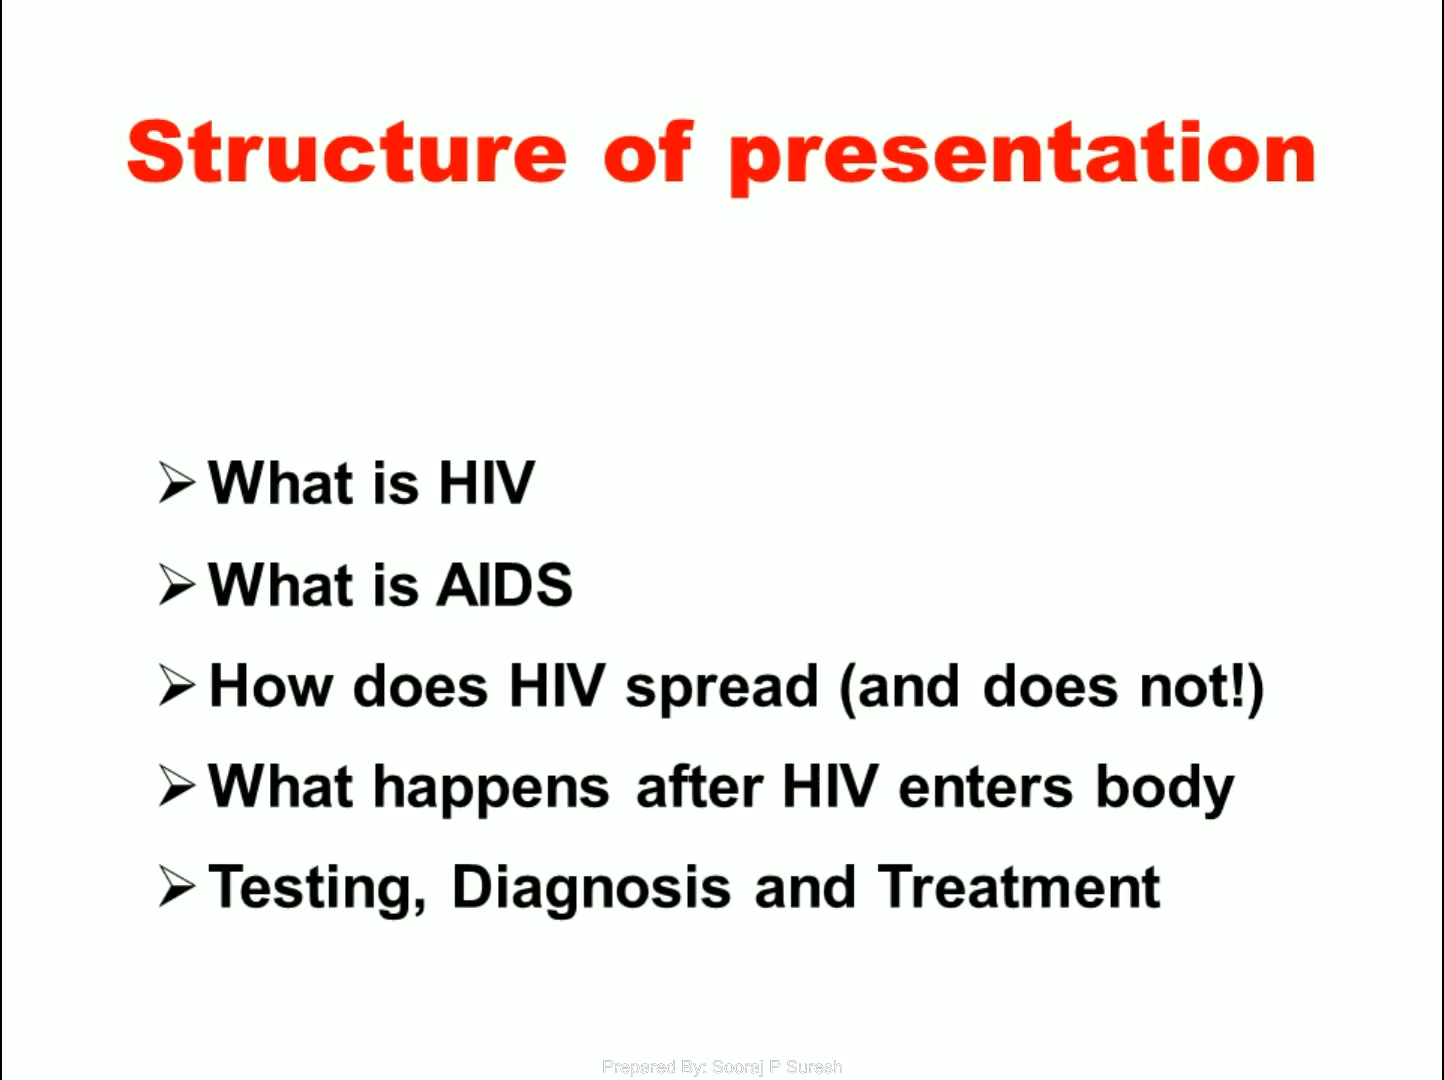 Structure of presentation
What is HIV
What is AIDS
How does HIV spread (and does not!)
What happens after HIV enters body
Testing, Diagnosis and Treatment
Prepared By: Sooraj P Suresh